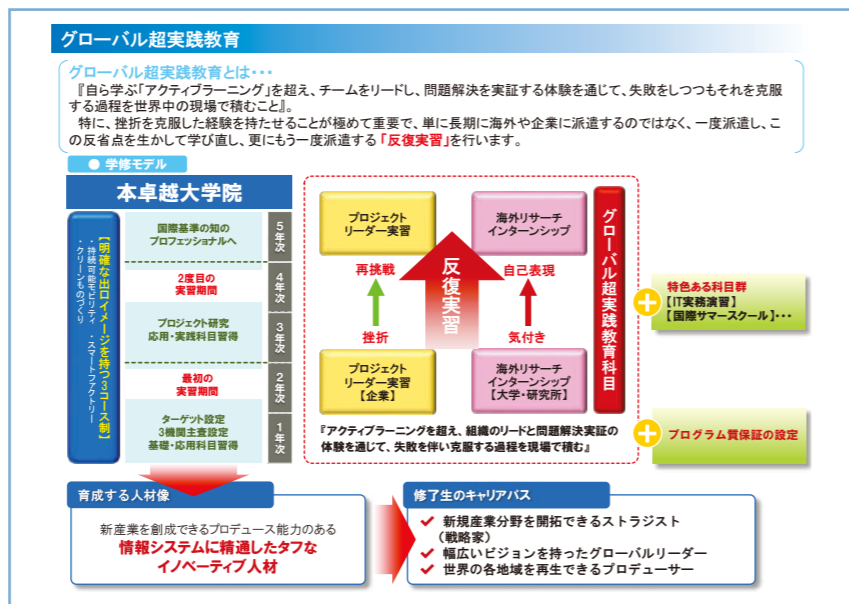 グローバル超実践教育
グローバル超実践教育とは・・・
『自ら学ぶ「アクティブラーニング」を超え、チームをリードし、問題解決を実証する体験を通じて、失敗をしつつもそれを克服
する過程を世界中の現場で積むこと』。
特に、挫折を克服した経験を持たせることが極めて重要で、単に長期に海外や企業に派遣するのではなく、一度派遣し、こ
の反省点を生かして学び直し、更にもう一度派遣する「反復実習」を行います。
● 学修モデル
本卓越大学院
【明確な出口イメージを持つ3コース制】
・持続可能モビリティ ・スマートファクトリー
・クリーンものづくり
国際基準の知の
プロフェッショナルへ
2度目の
実習期間
プロジェクト研究
応用・実践科目習得
最初の
実習期間
ターゲット設定
3機関主査設定
基礎・応用科目習得
5年次
4年次
3年次
2年次
1年次
プロジェクト
リーダー実習
海外リサーチ
インターンシップ
再挑戦
自己表現
反復実習
挫折
気付き
プロジェクト
リーダー実習
【企業】
海外リサーチ
インターンシップ
【大学・研究所】
グローバル超実践教育科目
『アクティブラーニングを超え、組織のリードと問題解決実証の
体験を通じて、失敗を伴い克服する過程を現場で積む』
特色ある科目群
【IT実務演習】
【国際サマースクール】・・・
プログラム質保証の設定
育成する人材像
新産業を創成できるプロデュース能力のある
情報システムに精通したタフな
イノベーティブ人材
修了生のキャリアパス
✓ 新規産業分野を開拓できるストラジスト
（戦略家）
✓ 幅広いビジョンを持ったグローバルリーダー
✓ 世界の各地域を再生できるプロデューサー